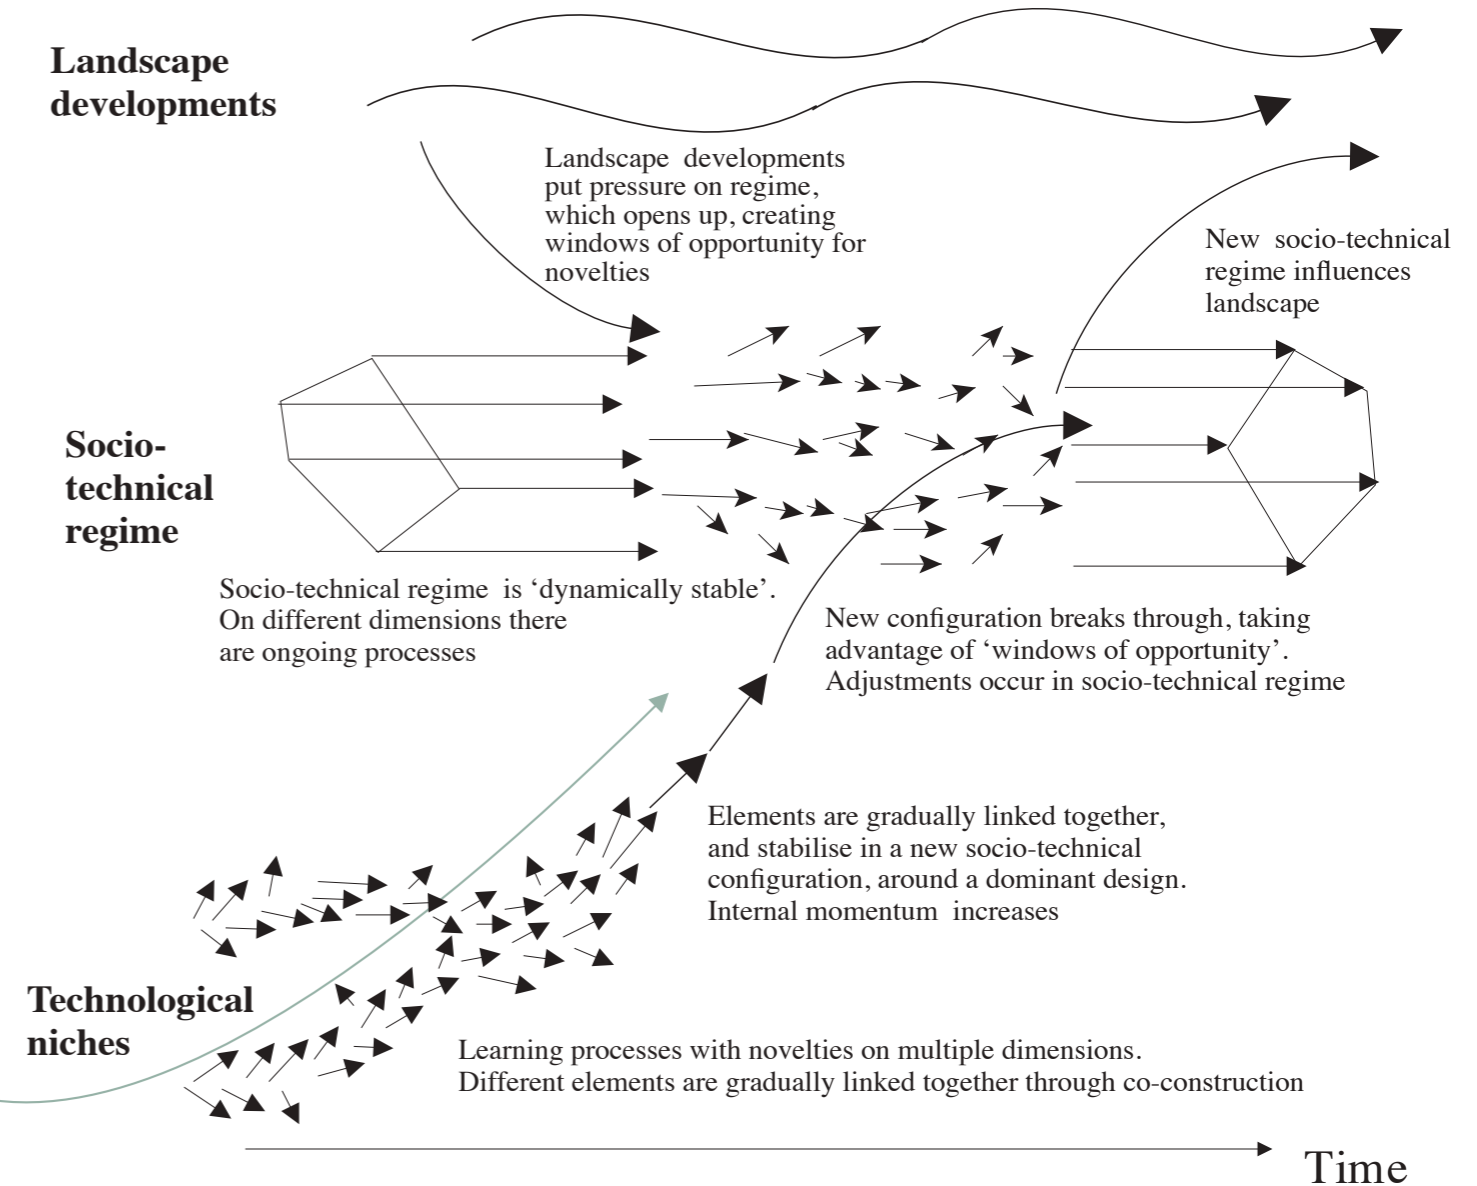 Landscape
developments
Landscape developments
put pressure on regime,
which opens up, creating
windows of opportunity for
novelties
New socio-technical
regime influences
landscape
Socio-
technical
regime
Socio-technical regime is ‘dynamically stable’.
On different dimensions there
are ongoing processes
New configuration breaks through, taking
advantage of ‘windows of opportunity’.
Adjustments occur in socio-technical regime
Elements are gradually linked together,
and stabilise in a new socio-technical
configuration, around a dominant design.
Internal momentum increases
Technological
niches
Learning processes with novelties on multiple dimensions.
Different elements are gradually linked together through co-construction
Time